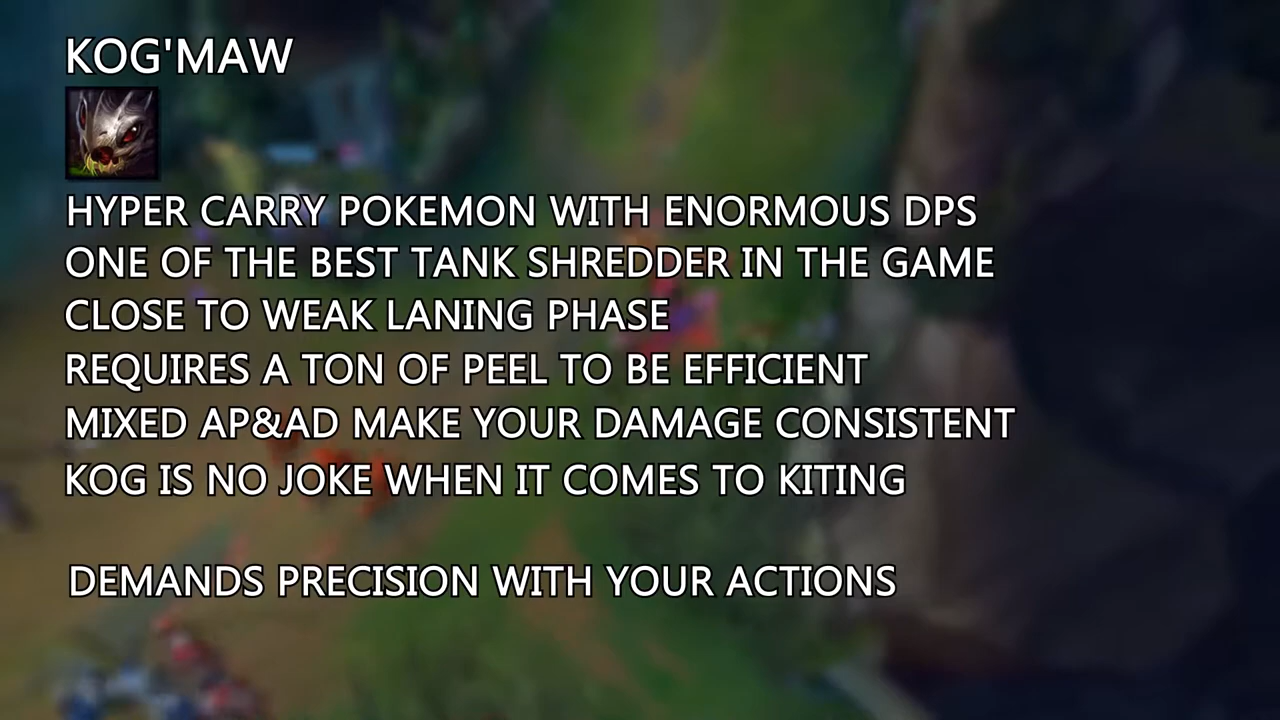 KOG'MAW
HYPER CARRY POKEMON WITH ENORMOUS DPS
ONE OF THE BEST TANK SHREDDER IN THE GAME
CLOSE TO WEAK LANING PHASE
REQUIRES A TON OF PEEL TO BE EFFICIENT
MIXED AP&AD MAKE YOUR DAMAGE CONSISTENT
KOG IS NO JOKE WHEN IT COMES TO KITING
DEMANDS PRECISION WITH YOUR ACTIONS